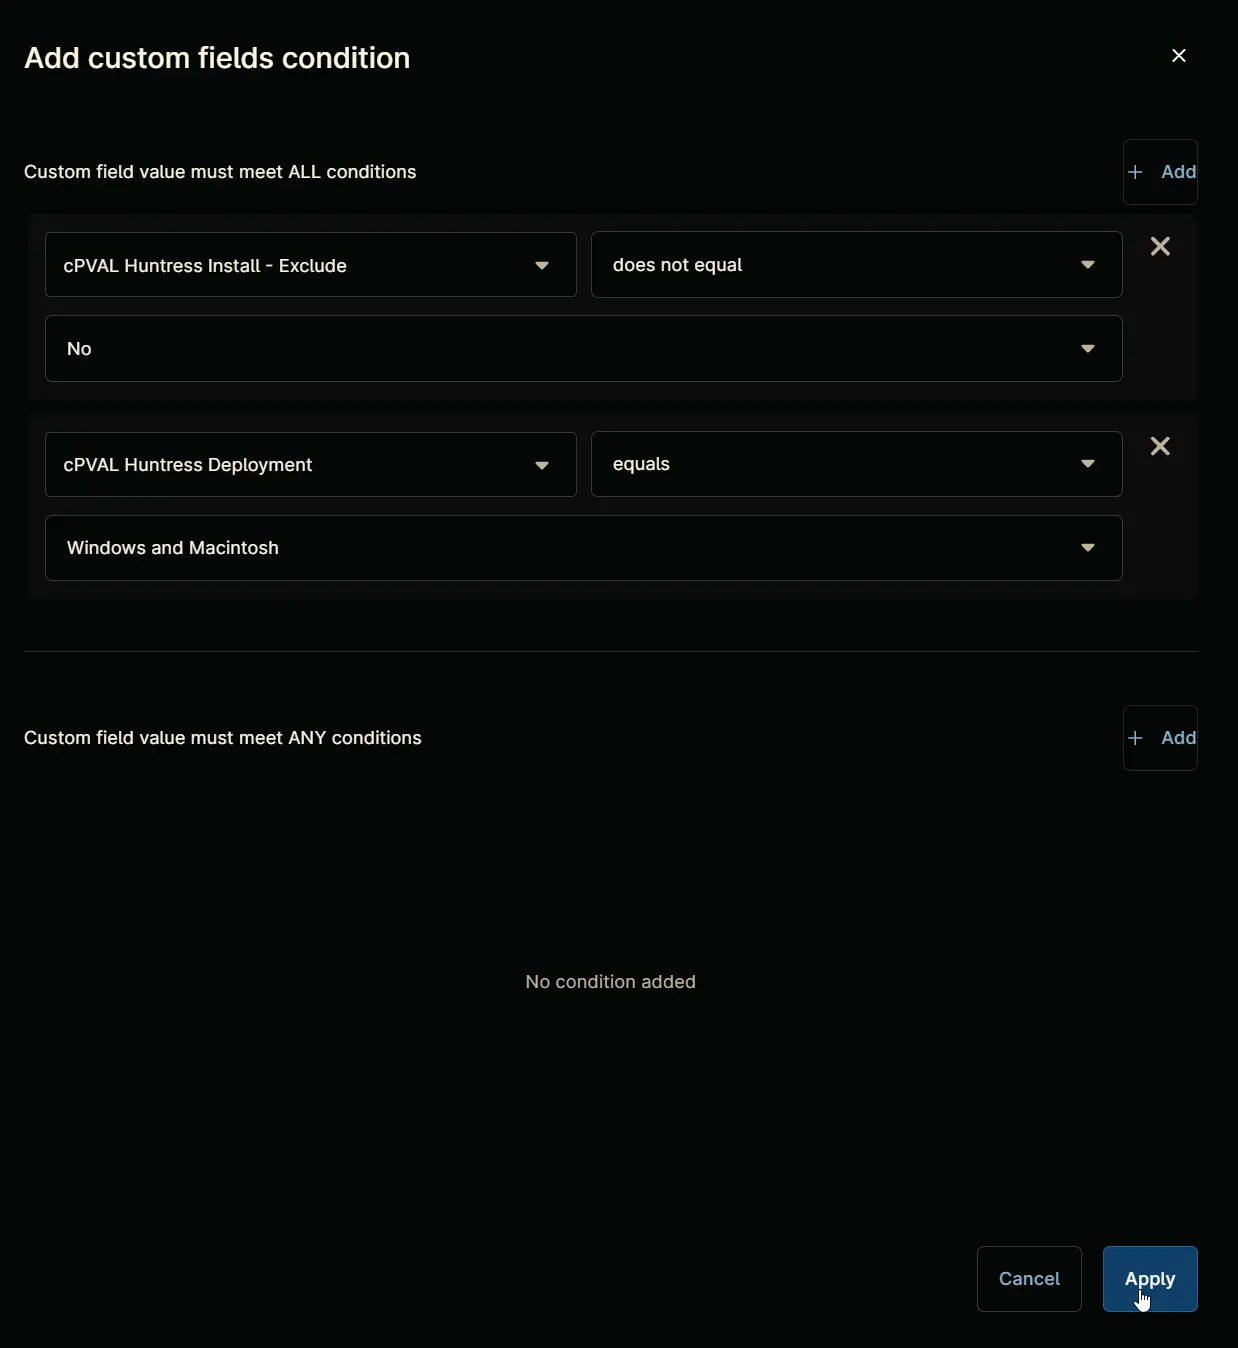 Add custom fields condition
Custom field value must meet ALL conditions
+ Add
cPVAL Huntress Install - Exclude
does not equal
No
cPVAL Huntress Deployment
equals
Windows and Macintosh
Custom field value must meet ANY conditions
+ Add
No condition added
Cancel
Apply